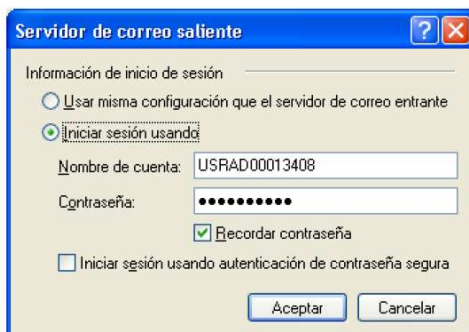 Servidor de correo saliente
Información de inicio de sesión
Usar misma configuración que el servidor de correo entrante
Iniciar sesión usando
Nombre de cuenta: USRAD00013408
Contraseña: ●●●●●●●●●●
Recordar contraseña
Iniciar sesión usando autenticación de contraseña segura
Aceptar Cancelar